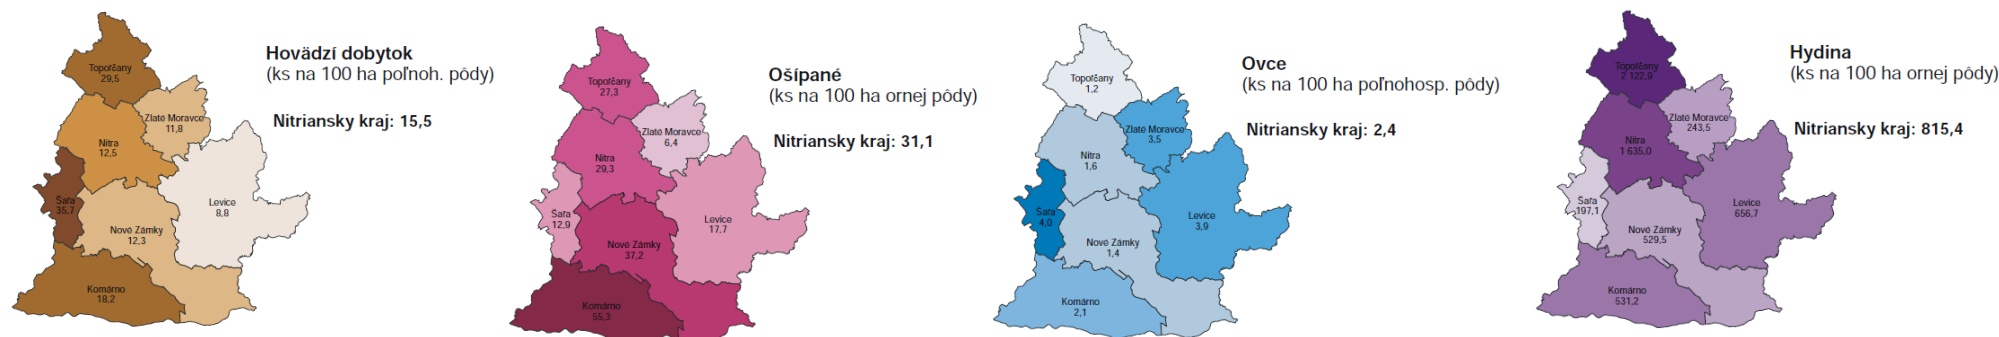 Hovädzí dobytok
(ks na 100 ha poľnoh. pôdy)
Nitriansky kraj: 15,5
Topoľčany
29,5
Zlaté Moravce
11,8
Nitra
12,5
Šaľa
35,7
Levice
8,8
Nové Zámky
12,3
Komárno
18,2
Ošípané
(ks na 100 ha ornej pôdy)
Nitriansky kraj: 31,1
Topoľčany
27,3
Zlaté Moravce
6,4
Nitra
29,3
Šaľa
12,9
Levice
17,7
Nové Zámky
37,2
Komárno
55,3
Ovce
(ks na 100 ha poľnohosp. pôdy)
Nitriansky kraj: 2,4
Topoľčany
1,2
Zlaté Moravce
3,5
Nitra
1,6
Šaľa
4,0
Levice
3,9
Nové Zámky
1,4
Komárno
2,1
Hydina
(ks na 100 ha ornej pôdy)
Nitriansky kraj: 815,4
Topoľčany
2 122,9
Zlaté Moravce
243,5
Nitra
1 635,0
Šaľa
197,1
Levice
656,7
Nové Zámky
529,5
Komárno
531,2